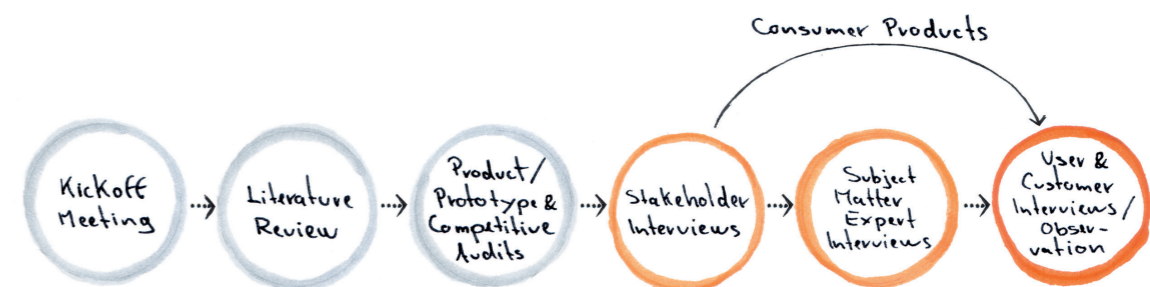 Consumer Products
Kickoff
Meeting
Literature
Review
Product/
Prototype &
Competitive
Audits
Stakeholder
Interviews
Subject
Matter
Expert
Interviews
User &
Customer
Interviews/
Obser-
vation